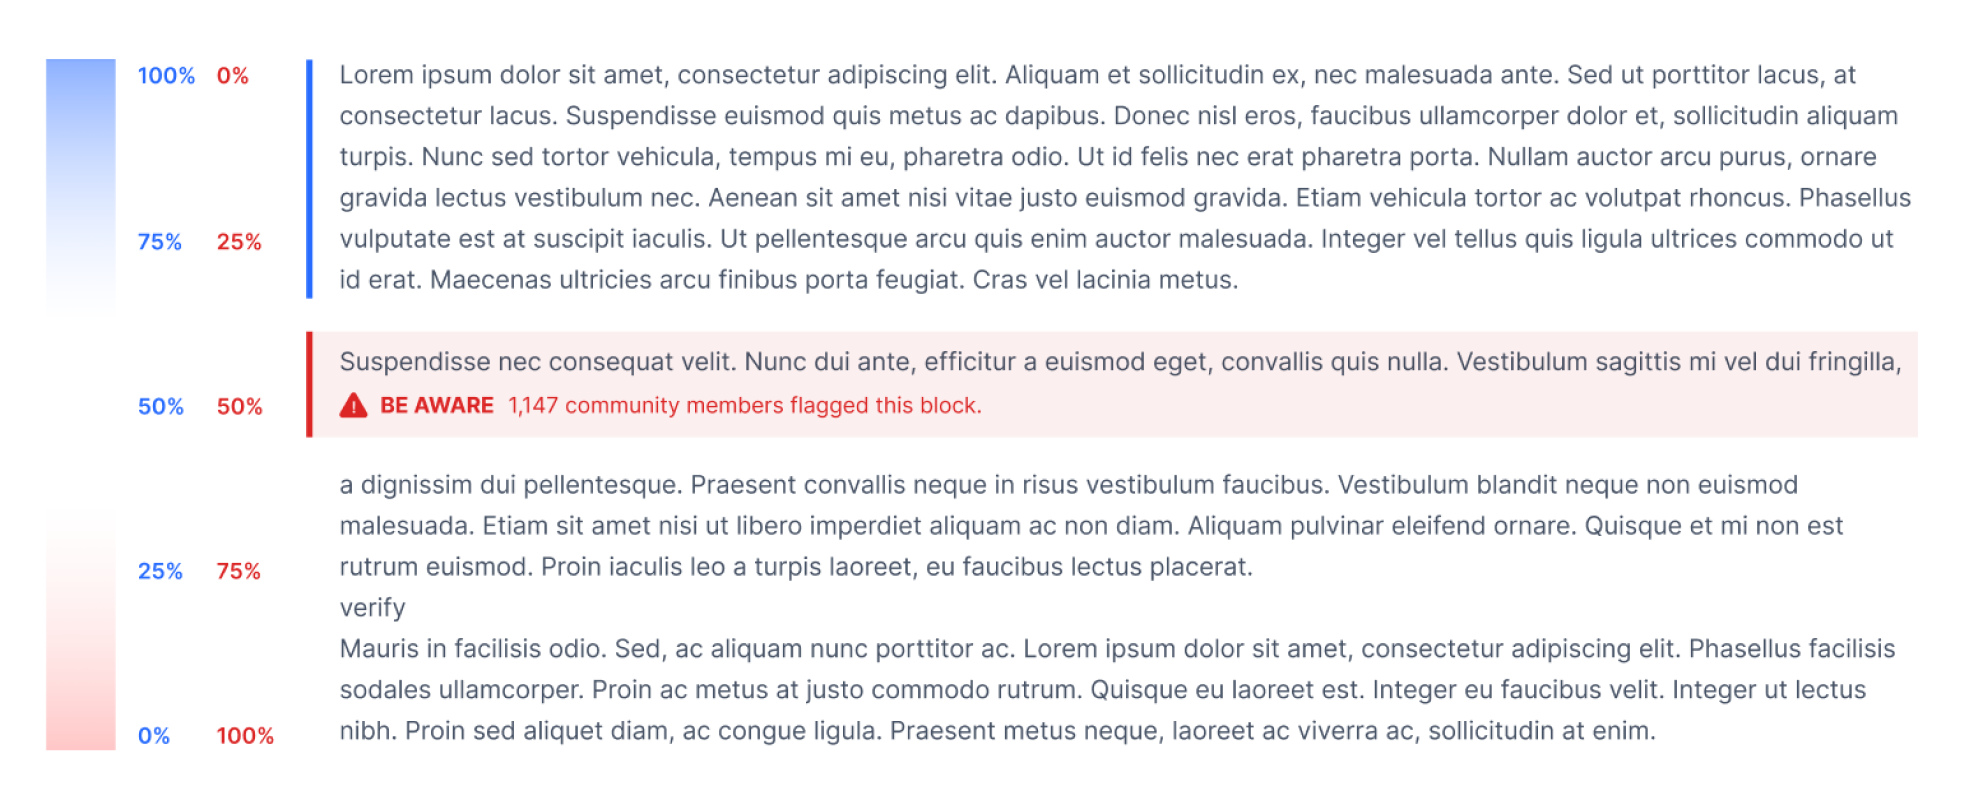 100% 0%
75% 25%
50% 50%
25% 75%
0% 100%
Lorem ipsum dolor sit amet, consectetur adipiscing elit. Aliquam et sollicitudin ex, nec malesuada ante. Sed ut porttitor lacus, at
consectetur lacus. Suspendisse euismod quis metus ac dapibus. Donec nisl eros, faucibus ullamcorper dolor et, sollicitudin aliquam
turpis. Nunc sed tortor vehicula, tempus mi eu, pharetra odio. Ut id felis nec erat pharetra porta. Nullam auctor arcu purus, ornare
gravida lectus vestibulum nec. Aenean sit amet nisi vitae justo euismod gravida. Etiam vehicula tortor ac volutpat rhoncus. Phasellus
vulputate est at suscipit iaculis. Ut pellentesque arcu quis enim auctor malesuada. Integer vel tellus quis ligula ultrices commodo ut
id erat. Maecenas ultricies arcu finibus porta feugiat. Cras vel lacinia metus.
Suspendisse nec consequat velit. Nunc dui ante, efficitur a euismod eget, convallis quis nulla. Vestibulum sagittis mi vel dui fringilla,
BE AWARE 1,147 community members flagged this block.
a dignissim dui pellentesque. Praesent convallis neque in risus vestibulum faucibus. Vestibulum blandit neque non euismod
malesuada. Etiam sit amet nisi ut libero imperdiet aliquam ac non diam. Aliquam pulvinar eleifend ornare. Quisque et mi non est
rutrum euismod. Proin iaculis leo a turpis laoreet, eu faucibus lectus placerat.
verify
Mauris in facilisis odio. Sed, ac aliquam nunc porttitor ac. Lorem ipsum dolor sit amet, consectetur adipiscing elit. Phasellus facilisis
sodales ullamcorper. Proin ac metus at justo commodo rutrum. Quisque eu laoreet est. Integer eu faucibus velit. Integer ut lectus
nibh. Proin sed aliquet diam, ac congue ligula. Praesent metus neque, laoreet ac viverra ac, sollicitudin at enim.